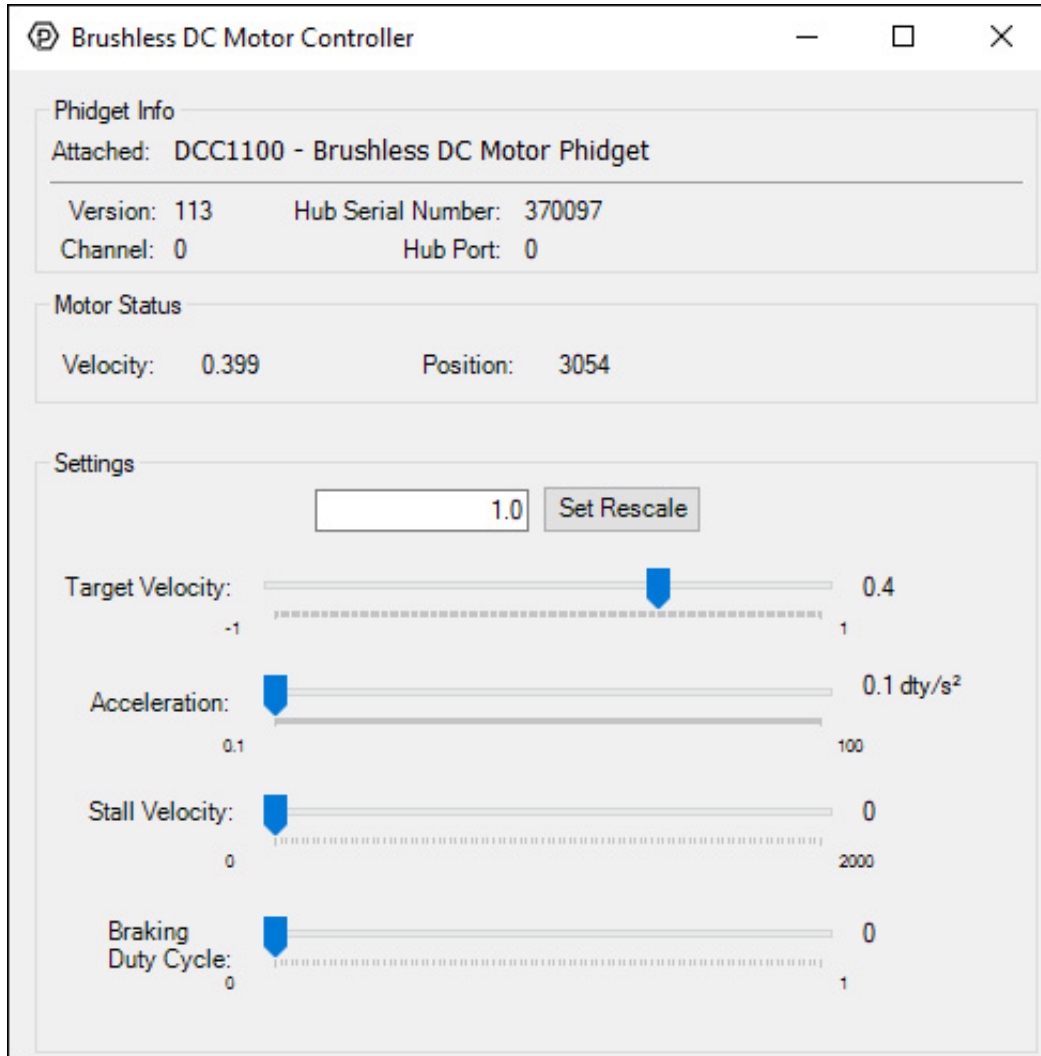 Brushless DC Motor Controller
Phidget Info
Attached: DCC1100 - Brushless DC Motor Phidget
Version: 113 Hub Serial Number: 370097
Channel: 0 Hub Port: 0
Motor Status
Velocity: 0.399 Position: 3054
Settings
1.0 Set Rescale
Target Velocity: 0.4
-1 1
Acceleration: 0.1 dty/s²
0.1 100
Stall Velocity: 0
0 2000
Braking
Duty Cycle: 0
0 1